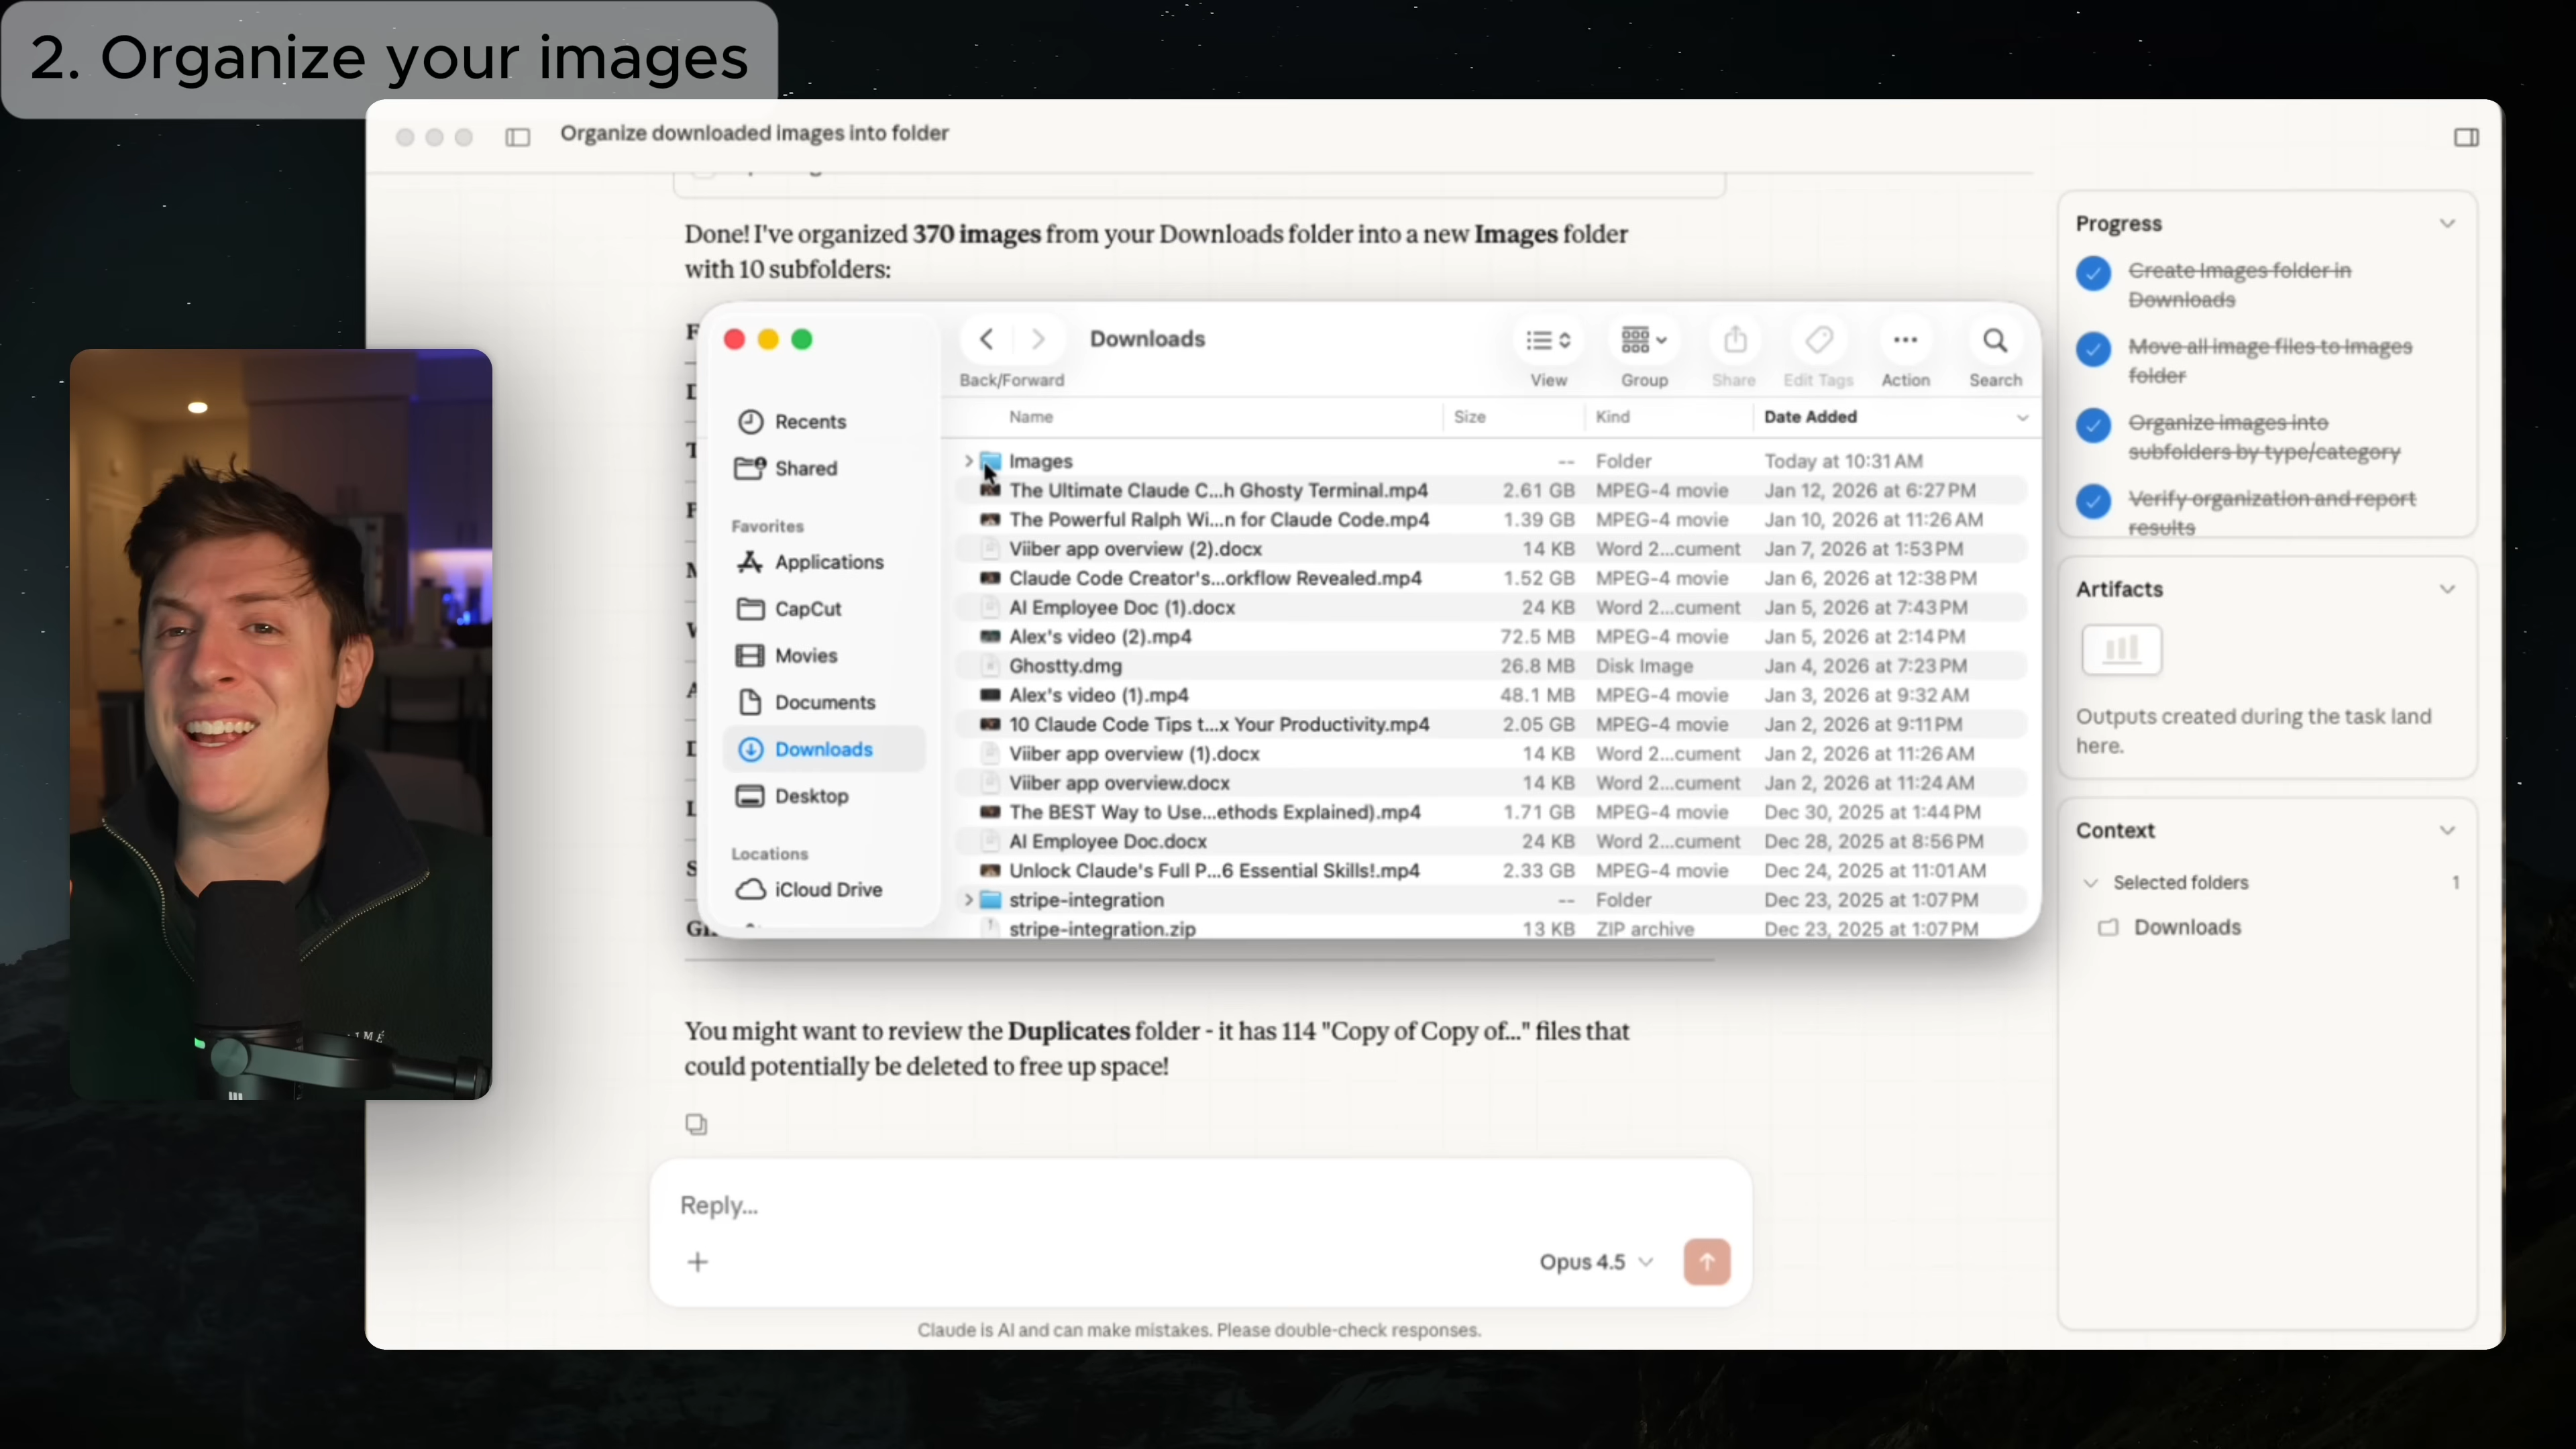 2. Organize your images
Organize downloaded images into folder
Done! I've organized 370 images from your Downloads folder into a new Images folder
with 10 subfolders:
Downloads
Back/Forward
View
Group
Share
Edit Tags
Action
Search
Recents
Shared
Favorites
Applications
CapCut
Movies
Documents
Downloads
Desktop
Locations
iCloud Drive
Name Size Kind Date Added
Images -- Folder Today at 10:31 AM
The Ultimate Claude C...h Ghosty Terminal.mp4 2.61 GB MPEG-4 movie Jan 12, 2026 at 6:27 PM
The Powerful Ralph Wi...n for Claude Code.mp4 1.39 GB MPEG-4 movie Jan 10, 2026 at 11:26 AM
Viiber app overview (2).docx 14 KB Word 2...cument Jan 7, 2026 at 1:53 PM
Claude Code Creator's...orkflow Revealed.mp4 1.52 GB MPEG-4 movie Jan 6, 2026 at 12:38 PM
AI Employee Doc (1).docx 24 KB Word 2...cument Jan 5, 2026 at 7:43 PM
Alex's video (2).mp4 72.5 MB MPEG-4 movie Jan 5, 2026 at 2:14 PM
Ghostty.dmg 26.8 MB Disk Image Jan 4, 2026 at 7:23 PM
Alex's video (1).mp4 48.1 MB MPEG-4 movie Jan 3, 2026 at 9:32 AM
10 Claude Code Tips t...x Your Productivity.mp4 2.05 GB MPEG-4 movie Jan 2, 2026 at 9:11 PM
Viiber app overview (1).docx 14 KB Word 2...cument Jan 2, 2026 at 11:26 AM
Viiber app overview.docx 14 KB Word 2...cument Jan 2, 2026 at 11:24 AM
The BEST Way to Use...ethods Explained).mp4 1.71 GB MPEG-4 movie Dec 30, 2025 at 1:44 PM
AI Employee Doc.docx 24 KB Word 2...cument Dec 28, 2025 at 8:56 PM
Unlock Claude's Full P...6 Essential Skills!.mp4 2.33 GB MPEG-4 movie Dec 24, 2025 at 11:01 AM
stripe-integration -- Folder Dec 23, 2025 at 1:07 PM
stripe-integration.zip 13 KB ZIP archive Dec 23, 2025 at 1:07 PM
You might want to review the Duplicates folder - it has 114 "Copy of Copy of..." files that
could potentially be deleted to free up space!
Reply...
Opus 4.5
Claude is AI and can make mistakes. Please double-check responses.
Progress
Create Images folder in
Downloads
Move all image files to Images
folder
Organize images into
subfolders by type/category
Verify organization and report
results
Artifacts
Outputs created during the task land
here.
Context
Selected folders 1
Downloads